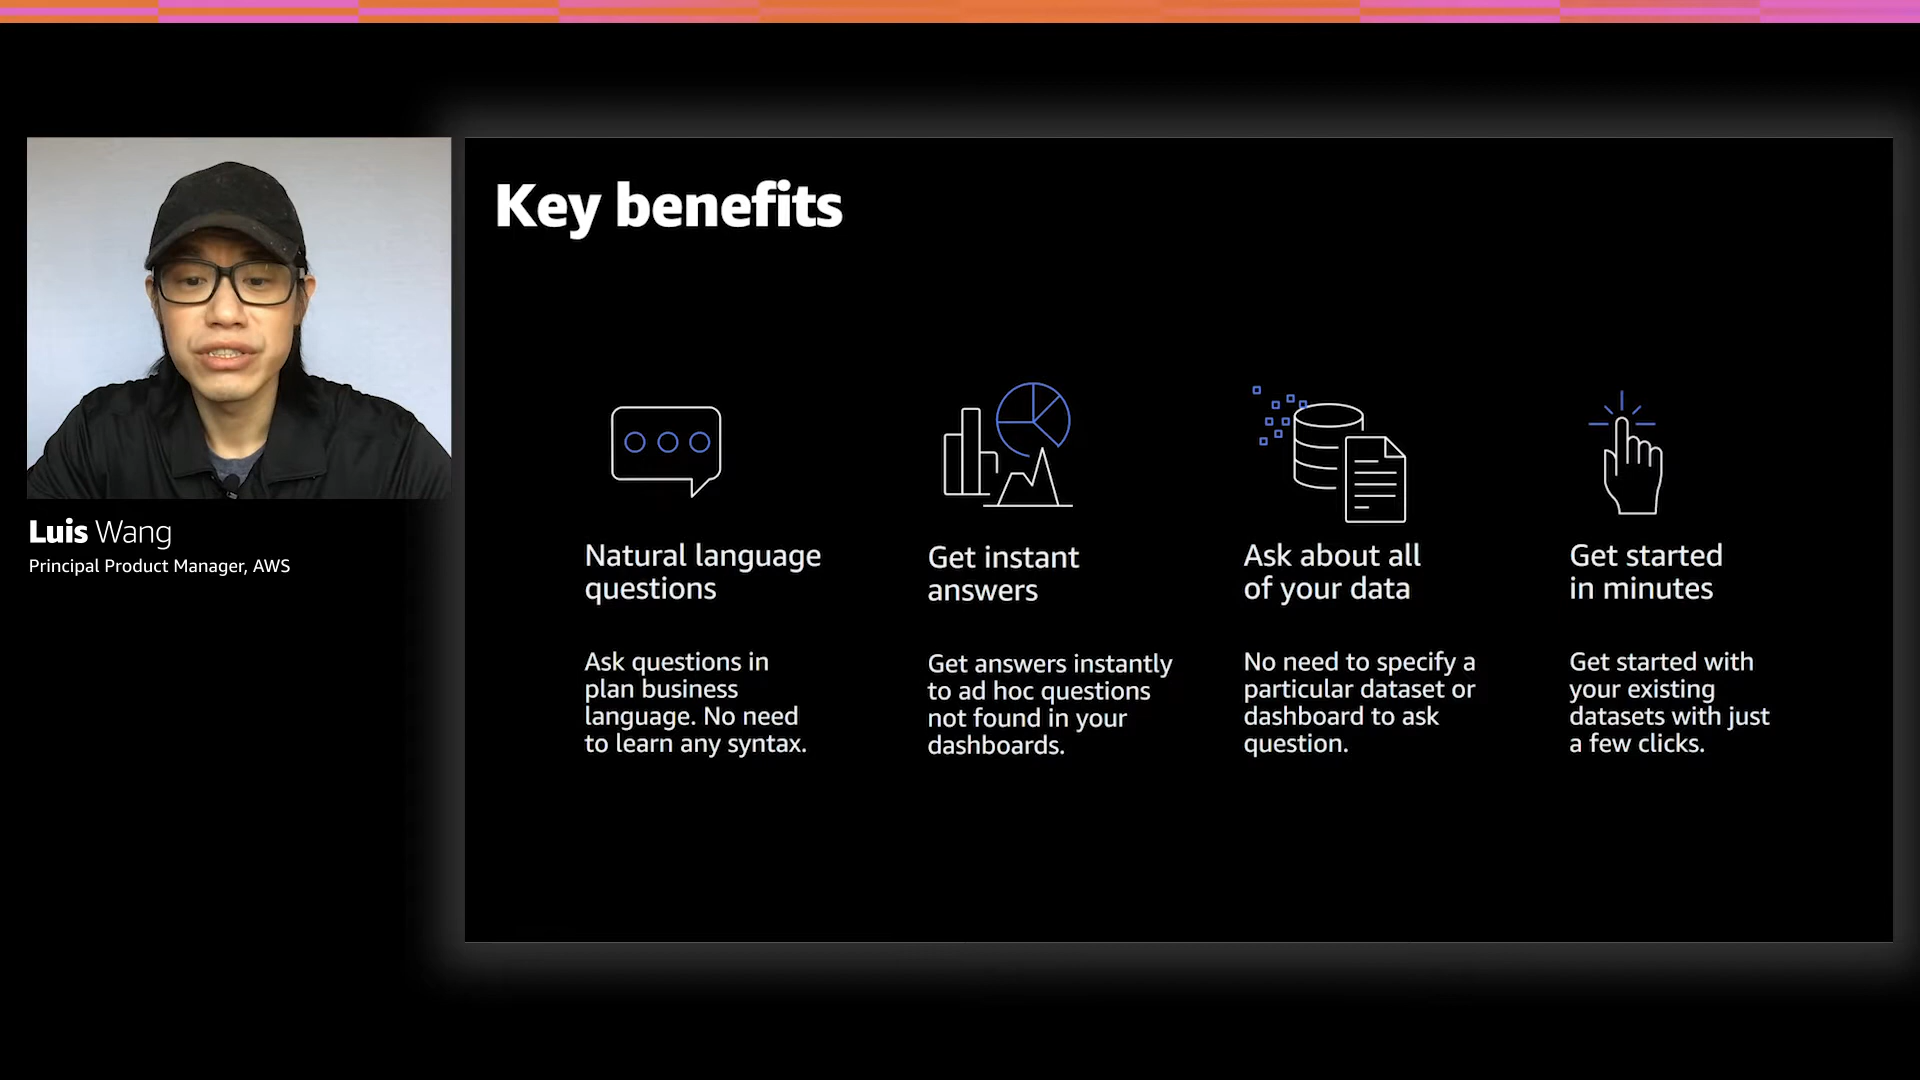 Key benefits
Luis Wang
Principal Product Manager, AWS
Natural language
questions
Ask questions in
plan business
language. No need
to learn any syntax.
Get instant
answers
Get answers instantly
to ad hoc questions
not found in your
dashboards.
Ask about all
of your data
No need to specify a
particular dataset or
dashboard to ask
question.
Get started
in minutes
Get started with
your existing
datasets with just
a few clicks.